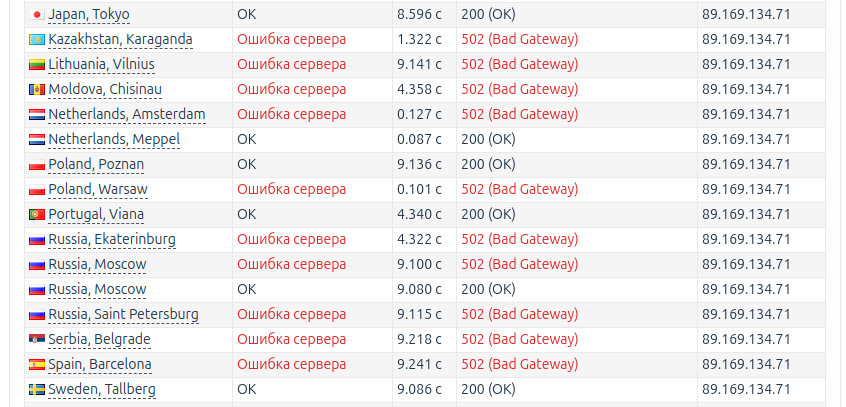 Japan, Tokyo OK 8.596 с 200 (OK) 89.169.134.71
Kazakhstan, Karaganda Ошибка сервера 1.322 с 502 (Bad Gateway) 89.169.134.71
Lithuania, Vilnius Ошибка сервера 9.141 с 502 (Bad Gateway) 89.169.134.71
Moldova, Chisinau Ошибка сервера 4.358 с 502 (Bad Gateway) 89.169.134.71
Netherlands, Amsterdam Ошибка сервера 0.127 с 502 (Bad Gateway) 89.169.134.71
Netherlands, Meppel OK 0.087 с 200 (OK) 89.169.134.71
Poland, Poznan OK 9.136 с 200 (OK) 89.169.134.71
Poland, Warsaw Ошибка сервера 0.101 с 502 (Bad Gateway) 89.169.134.71
Portugal, Viana OK 4.340 с 200 (OK) 89.169.134.71
Russia, Ekaterinburg Ошибка сервера 4.322 с 502 (Bad Gateway) 89.169.134.71
Russia, Moscow Ошибка сервера 9.100 с 502 (Bad Gateway) 89.169.134.71
Russia, Moscow OK 9.080 с 200 (OK) 89.169.134.71
Russia, Saint Petersburg Ошибка сервера 9.115 с 502 (Bad Gateway) 89.169.134.71
Serbia, Belgrade Ошибка сервера 9.218 с 502 (Bad Gateway) 89.169.134.71
Spain, Barcelona Ошибка сервера 9.241 с 502 (Bad Gateway) 89.169.134.71
Sweden, Tallberg OK 9.086 с 200 (OK) 89.169.134.71